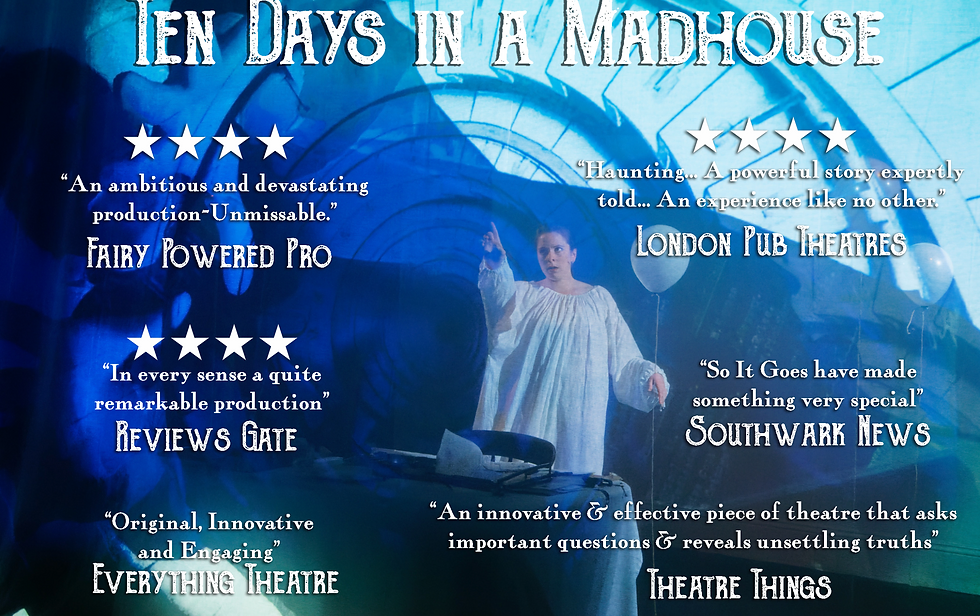 Ten Days in a Madhouse
★★★★
“An ambitious and devastating
production-Unmissable.”
Fairy Powered Pro
★★★★
“Haunting... A powerful story expertly
told... An experience like no other.”
London Pub Theatres
★★★★
“In every sense a quite
remarkable production”
Reviews Gate
“So It Goes have made
something very special”
Southwark News
“Original, Innovative
and Engaging”
Everything Theatre
“An innovative & effective piece of theatre that asks
important questions & reveals unsettling truths”
Theatre Things